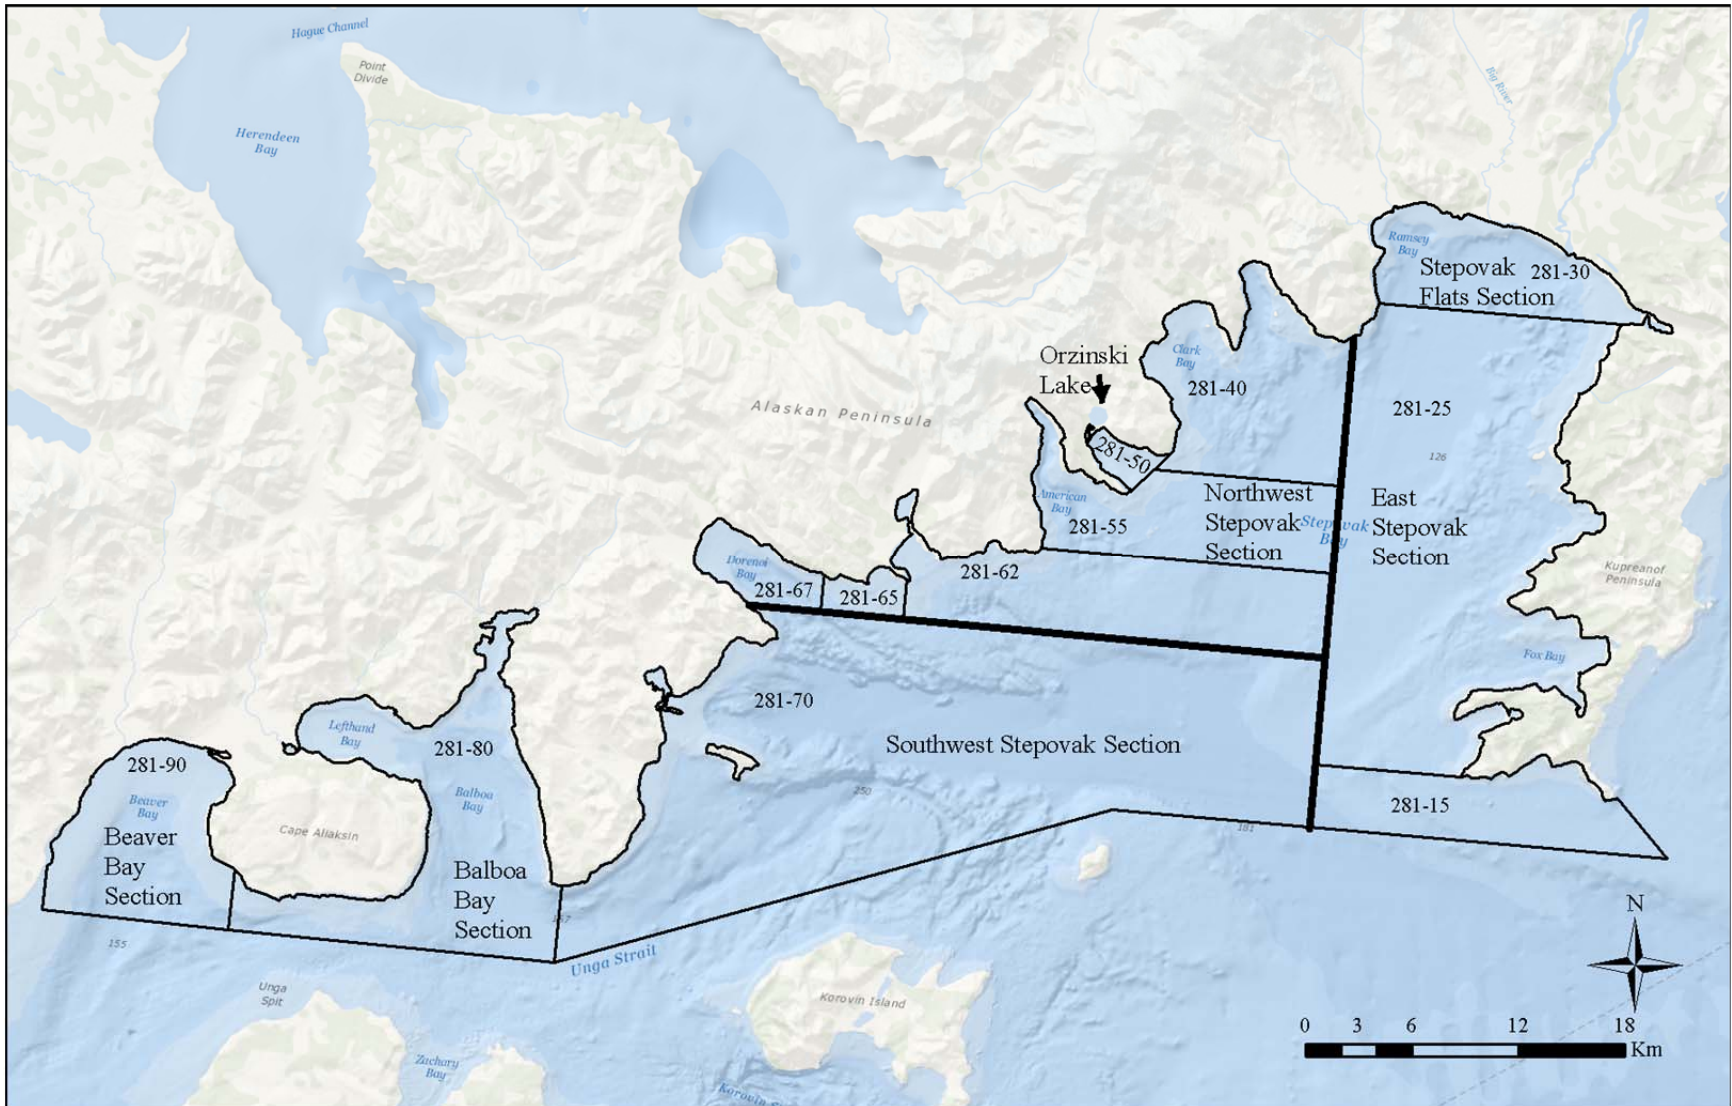 Hague Channel
Point
Divide
Big River
Herendeen
Bay
Ramsey
Bay
Stepovak 281-30
Flats Section
Orzinski
Lake
Clark
Bay
281-40
281-25
Alaskan Peninsula
281-50
126
American
Bay
281-55
Northwest
Stepovak
Section
Stepovak
Bay
East
Stepovak
Section
Dorenoi
Bay
281-67
281-65
281-62
Kupreanof
Peninsula
Fox Bay
281-70
Southwest Stepovak Section
Lefthand
Bay
281-80
281-90
Beaver
Bay
Balboa
Bay
250
281-15
Beaver
Bay
Section
Cape Aliaksin
181
Balboa
Bay
Section
155
Unga Strait
Unga
Spit
Korovin Island
Zachary
Bay
N
0 3 6 12 18
Km